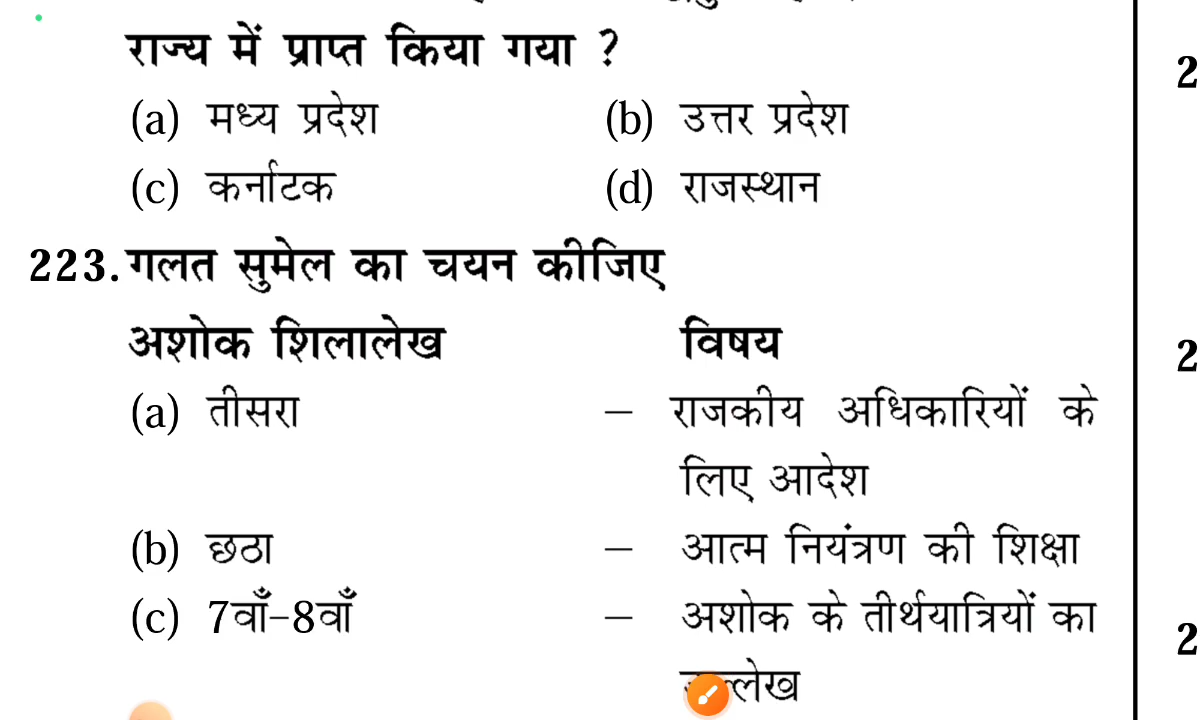 राज्य में प्राप्त किया गया ?
(a) मध्य प्रदेश (b) उत्तर प्रदेश
(c) कर्नाटक (d) राजस्थान
223. गलत सुमेल का चयन कीजिए
अशोक शिलालेख विषय
(a) तीसरा – राजकीय अधिकारियों के
लिए आदेश
(b) छठा – आत्म नियंत्रण की शिक्षा
(c) 7वाँ–8वाँ – अशोक के तीर्थयात्रियों का
2
2
2